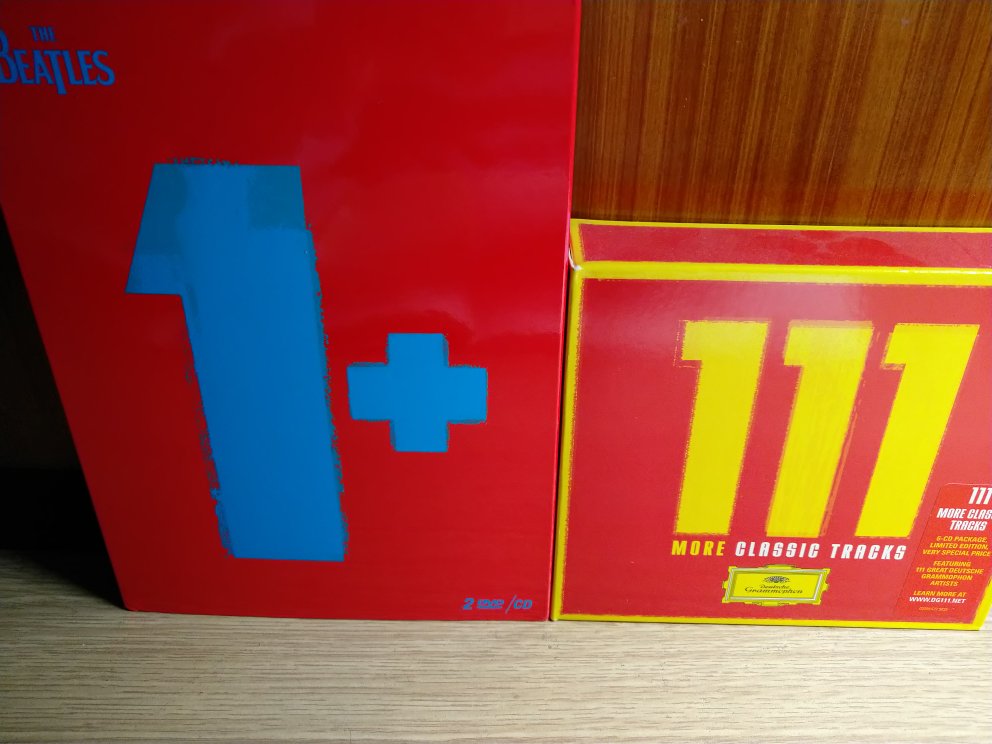 THE
BEATLES
1+
2 DVD/CD
111
MORE CLASSIC TRACKS
Deutsche
Grammophon
111
MORE CLAS
TRACKS
6-CD PACKAGE,
LIMITED EDITION,
VERY SPECIAL PRICE
FEATURING
111 GREAT DEUTSCHE
GRAMMOPHON
ARTISTS
LEARN MORE AT
WWW.DG111.NET